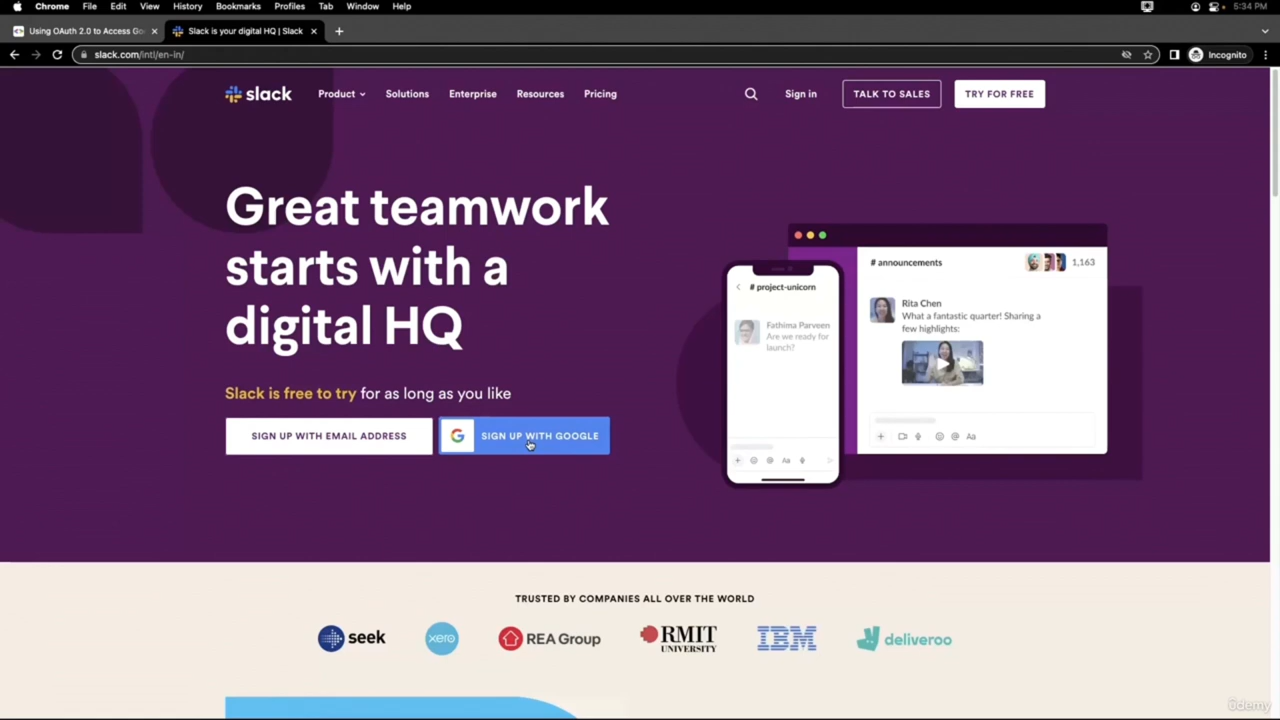 Chrome File Edit View History Bookmarks Profiles Tab Window Help 5:34 PM
Using OAuth 2.0 to Access Go
Slack is your digital HQ | Slack
slack.com/intl/en-in/
Incognito
slack
Product
Solutions
Enterprise
Resources
Pricing
Sign in
TALK TO SALES
TRY FOR FREE
Great teamwork
starts with a
digital HQ
Slack is free to try for as long as you like
SIGN UP WITH EMAIL ADDRESS
G SIGN UP WITH GOOGLE
# project-unicorn
Fathima Parveen
Are we ready for
launch?
Aa
# announcements
1,163
Rita Chen
What a fantastic quarter! Sharing a
few highlights:
Aa
TRUSTED BY COMPANIES ALL OVER THE WORLD
seek
xero
REA Group
RMIT
UNIVERSITY
IBM
deliveroo
ûdemy